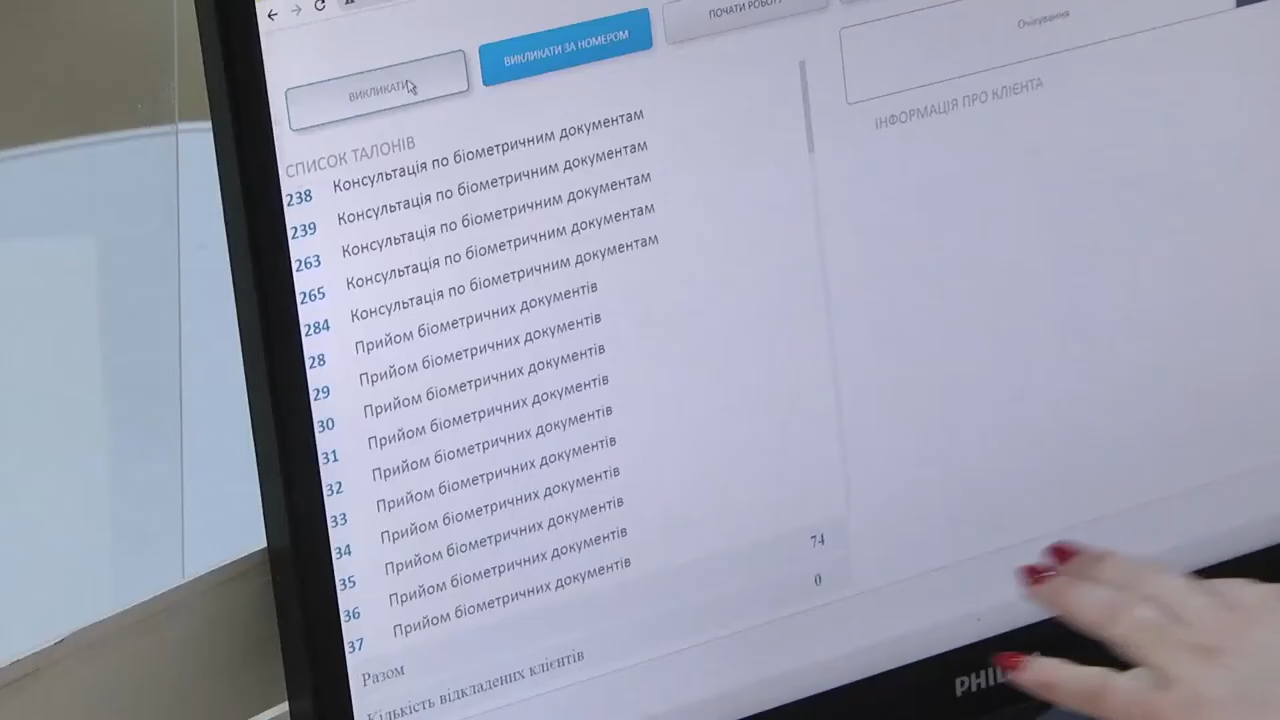 ВИКЛИКАТИ
ВИКЛИКАТИ ЗА НОМЕРОМ
ПОЧАТИ РОБОТУ
Очікування
ІНФОРМАЦІЯ ПРО КЛІЄНТА
СПИСОК ТАЛОНІВ
238 Консультація по біометричним документам
239 Консультація по біометричним документам
263 Консультація по біометричним документам
265 Консультація по біометричним документам
284 Консультація по біометричним документам
28 Прийом біометричних документів
29 Прийом біометричних документів
30 Прийом біометричних документів
31 Прийом біометричних документів
32 Прийом біометричних документів
33 Прийом біометричних документів
34 Прийом біометричних документів
35 Прийом біометричних документів
36 Прийом біометричних документів
37 Прийом біометричних документів
Разом 74
Кількість відкладених клієнтів 0
PHIL